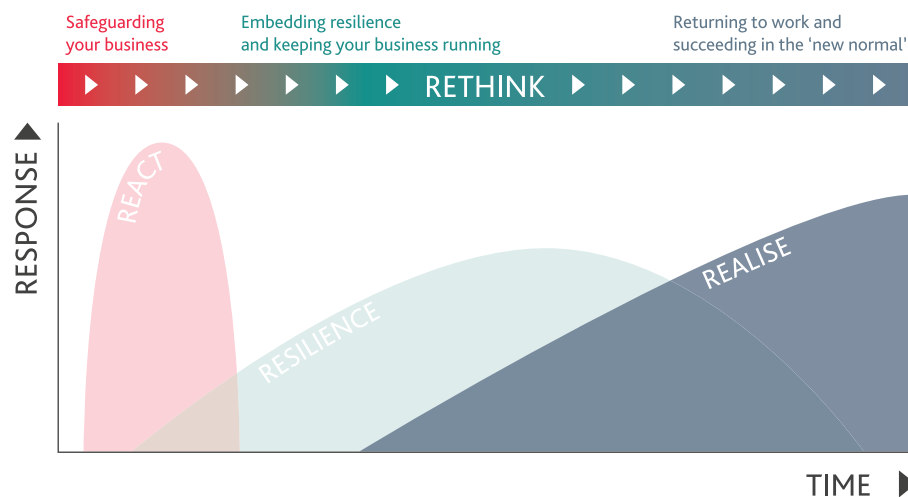 Safeguarding
your business
Embedding resilience
and keeping your business running
Returning to work and
succeeding in the 'new normal'
RETHINK
RESPONSE
REACT
RESILIENCE
REALISE
TIME